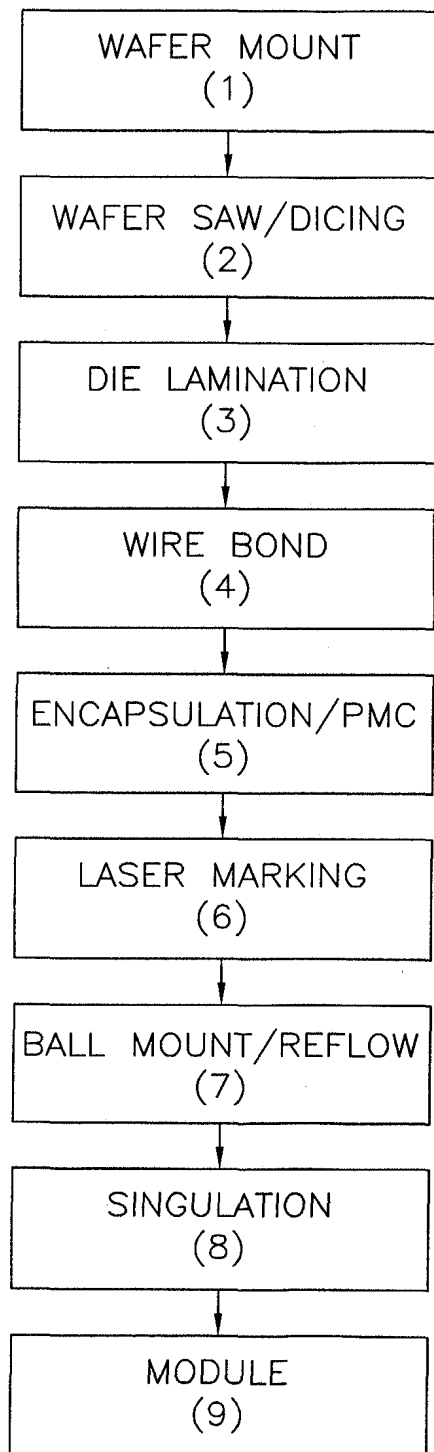 WAFER MOUNT
(1)
WAFER SAW/DICING
(2)
DIE LAMINATION
(3)
WIRE BOND
(4)
ENCAPSULATION/PMC
(5)
LASER MARKING
(6)
BALL MOUNT/REFLOW
(7)
SINGULATION
(8)
MODULE
(9)